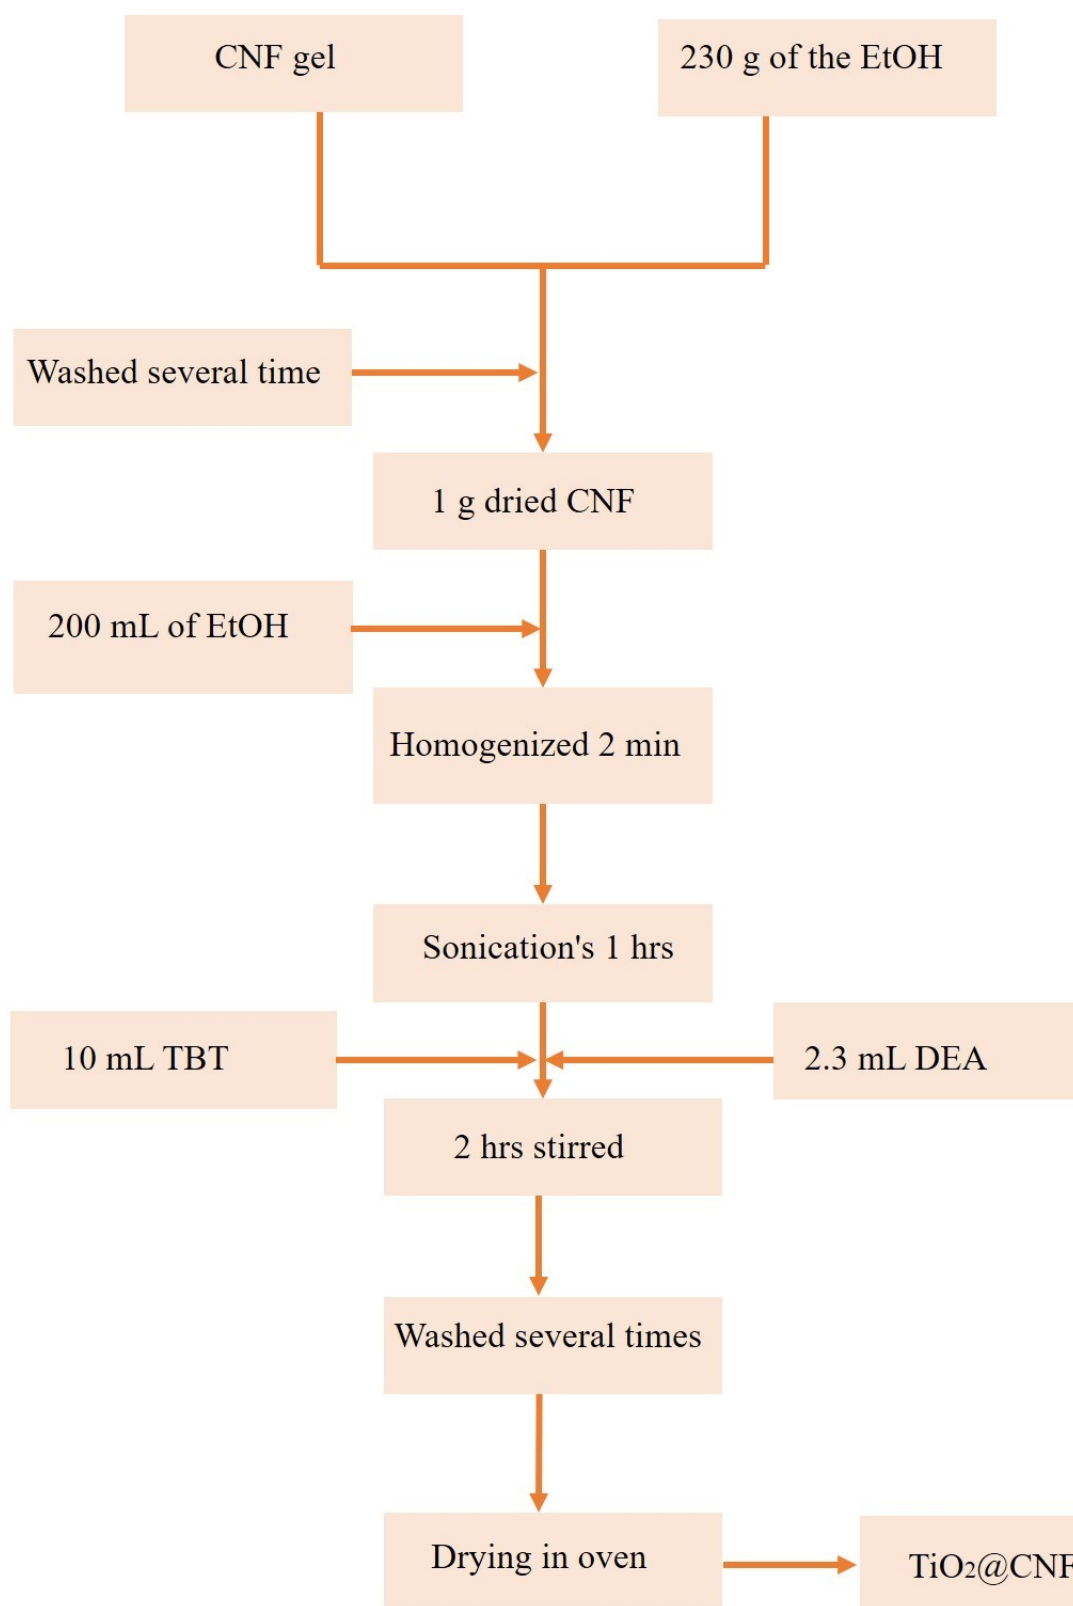 CNF gel
230 g of the EtOH
Washed several time
1 g dried CNF
200 mL of EtOH
Homogenized 2 min
Sonication's 1 hrs
10 mL TBT
2.3 mL DEA
2 hrs stirred
Washed several times
Drying in oven
TiO₂@CNF